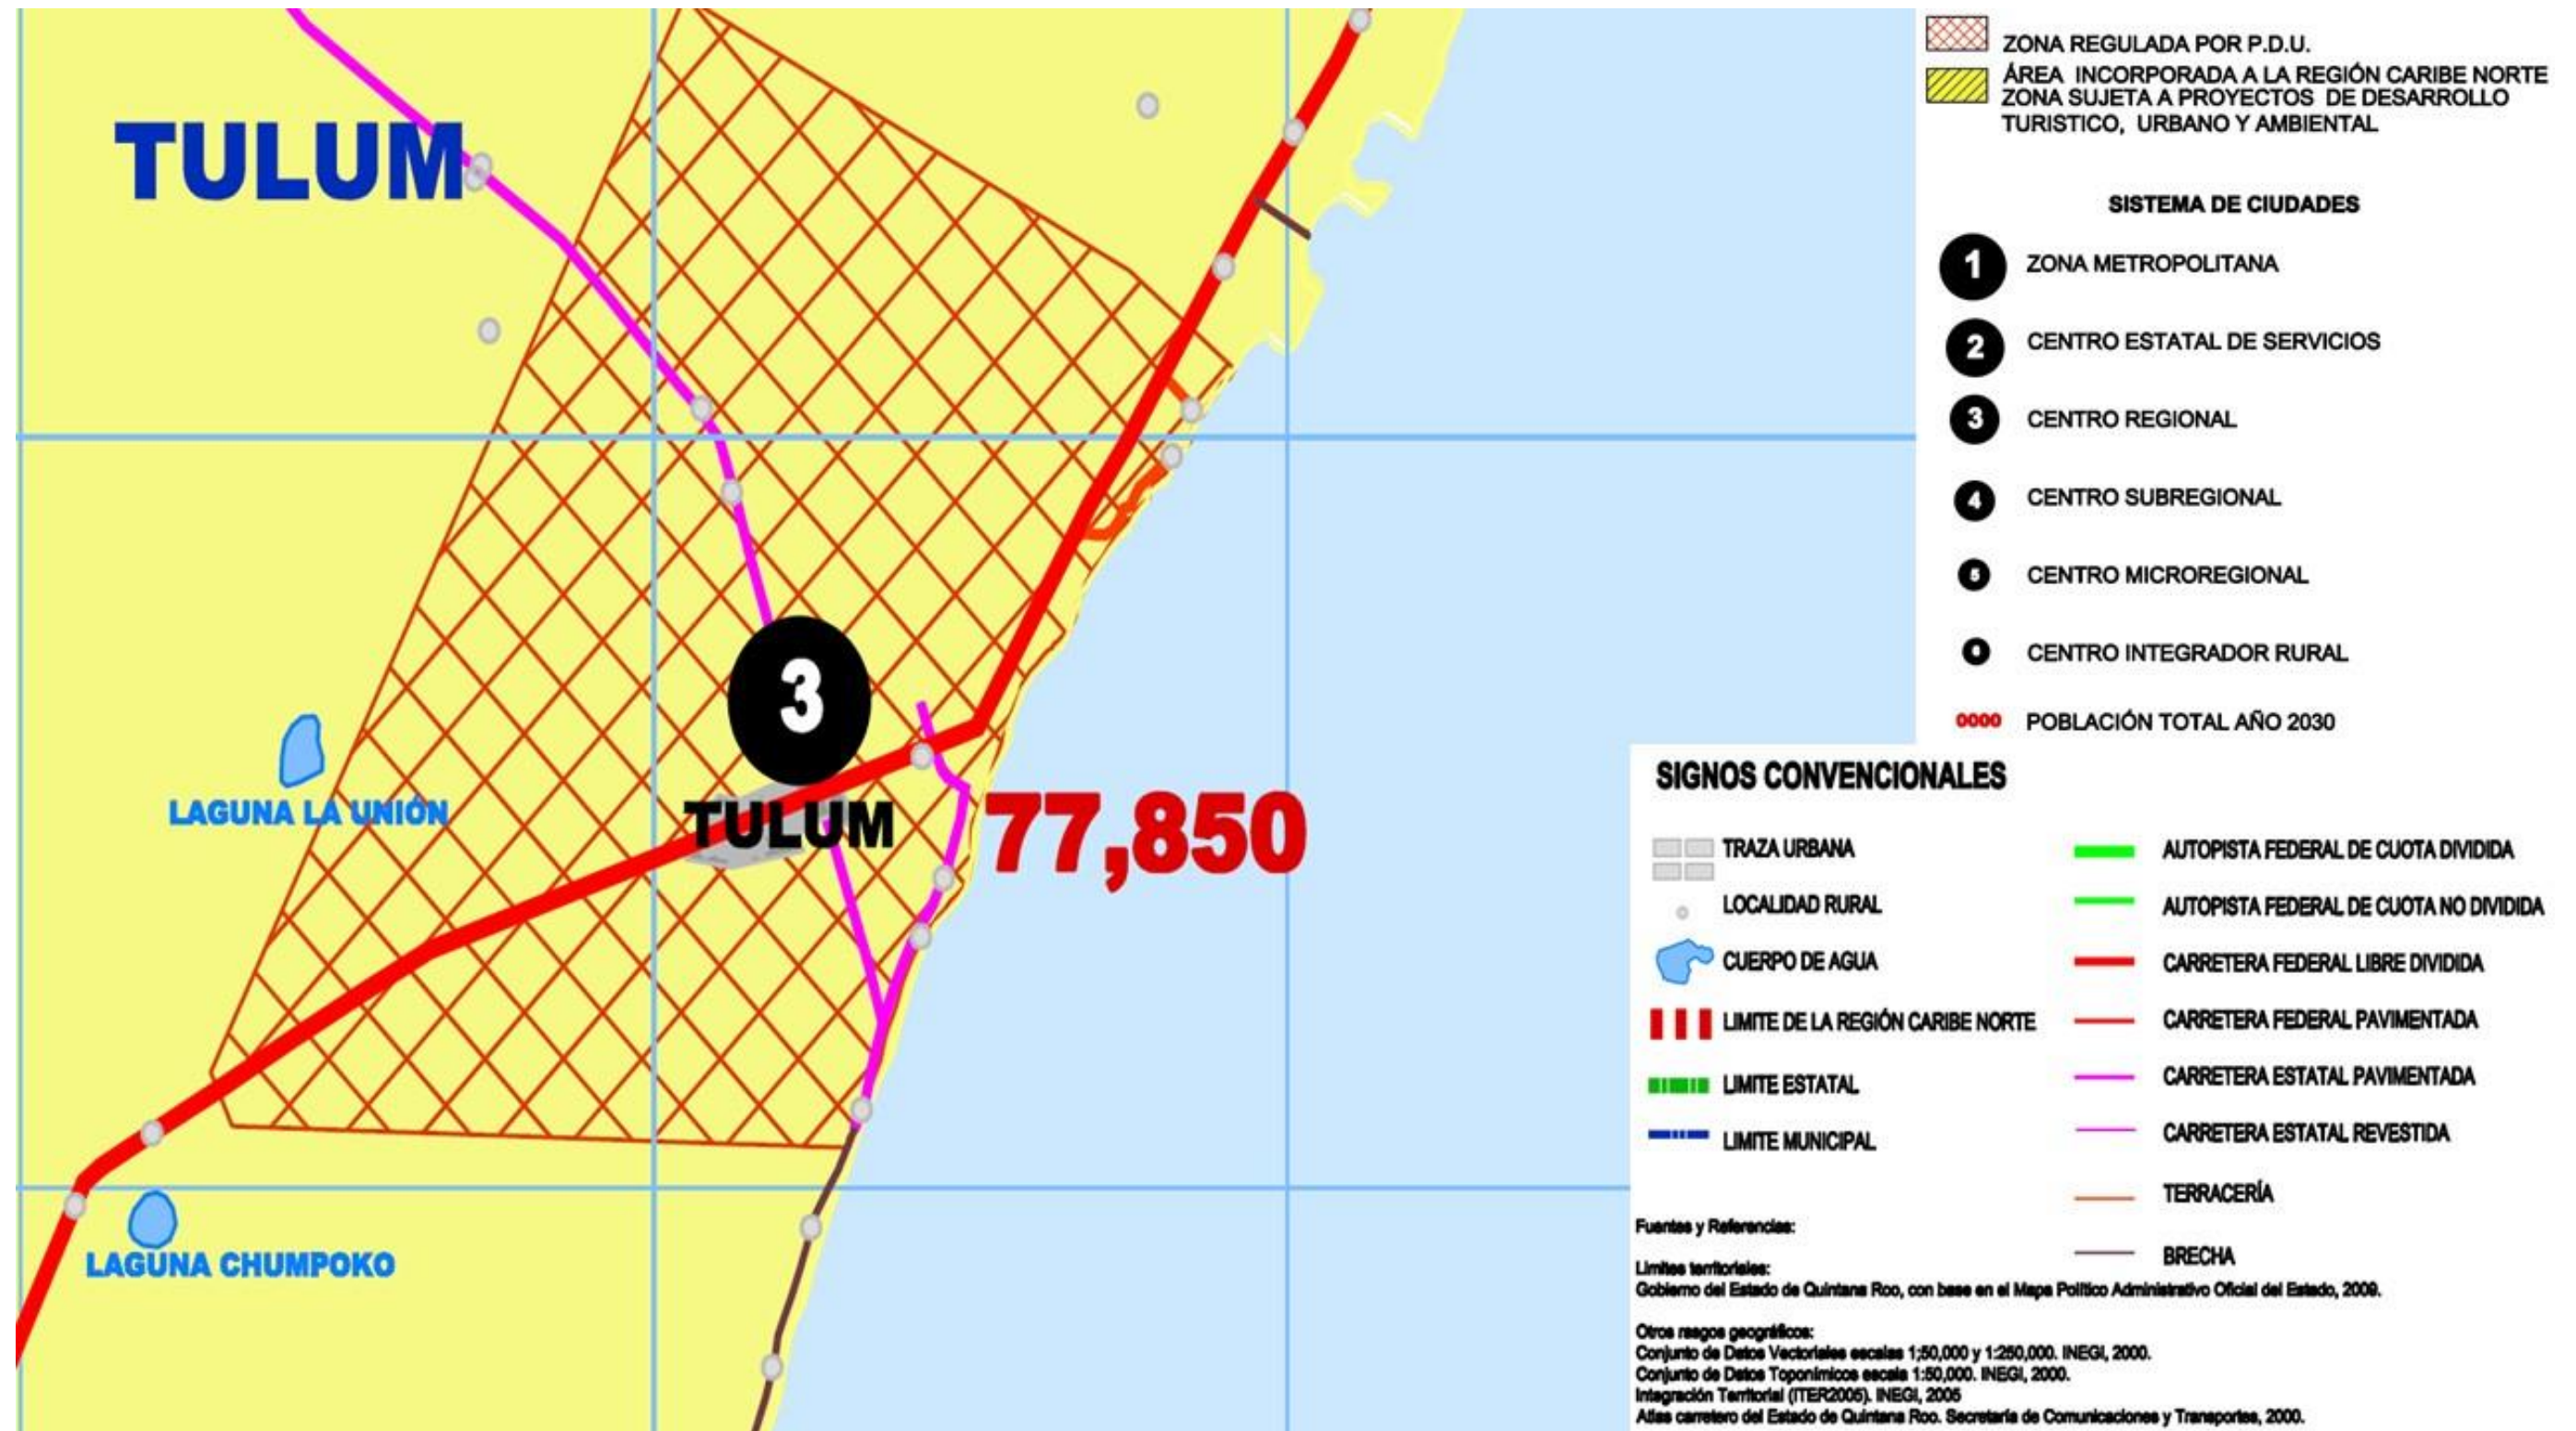 TULUM
3
TULUM
77,850
LAGUNA LA UNIÓN
LAGUNA CHUMPOKO
ZONA REGULADA POR P.D.U.
ÁREA INCORPORADA A LA REGIÓN CARIBE NORTE
ZONA SUJETA A PROYECTOS DE DESARROLLO
TURISTICO, URBANO Y AMBIENTAL
SISTEMA DE CIUDADES
1 ZONA METROPOLITANA
2 CENTRO ESTATAL DE SERVICIOS
3 CENTRO REGIONAL
4 CENTRO SUBREGIONAL
5 CENTRO MICROREGIONAL
6 CENTRO INTEGRADOR RURAL
0000 POBLACIÓN TOTAL AÑO 2030
SIGNOS CONVENCIONALES
TRAZA URBANA
LOCALIDAD RURAL
CUERPO DE AGUA
LIMITE DE LA REGIÓN CARIBE NORTE
LIMITE ESTATAL
LIMITE MUNICIPAL
AUTOPISTA FEDERAL DE CUOTA DIVIDIDA
AUTOPISTA FEDERAL DE CUOTA NO DIVIDIDA
CARRETERA FEDERAL LIBRE DIVIDIDA
CARRETERA FEDERAL PAVIMENTADA
CARRETERA ESTATAL PAVIMENTADA
CARRETERA ESTATAL REVESTIDA
TERRACERÍA
BRECHA
Fuentes y Referencias:
Limites territoriales:
Gobierno del Estado de Quintana Roo, con base en el Mapa Político Administrativo Oficial del Estado, 2009.
Otros rasgos geográficos:
Conjunto de Datos Vectoriales escalas 1;50,000 y 1:250,000. INEGI, 2000.
Conjunto de Datos Toponímicos escala 1:50,000. INEGI, 2000.
Integración Territorial (ITER2005). INEGI, 2005
Atlas carretero del Estado de Quintana Roo. Secretaría de Comunicaciones y Transportes, 2000.